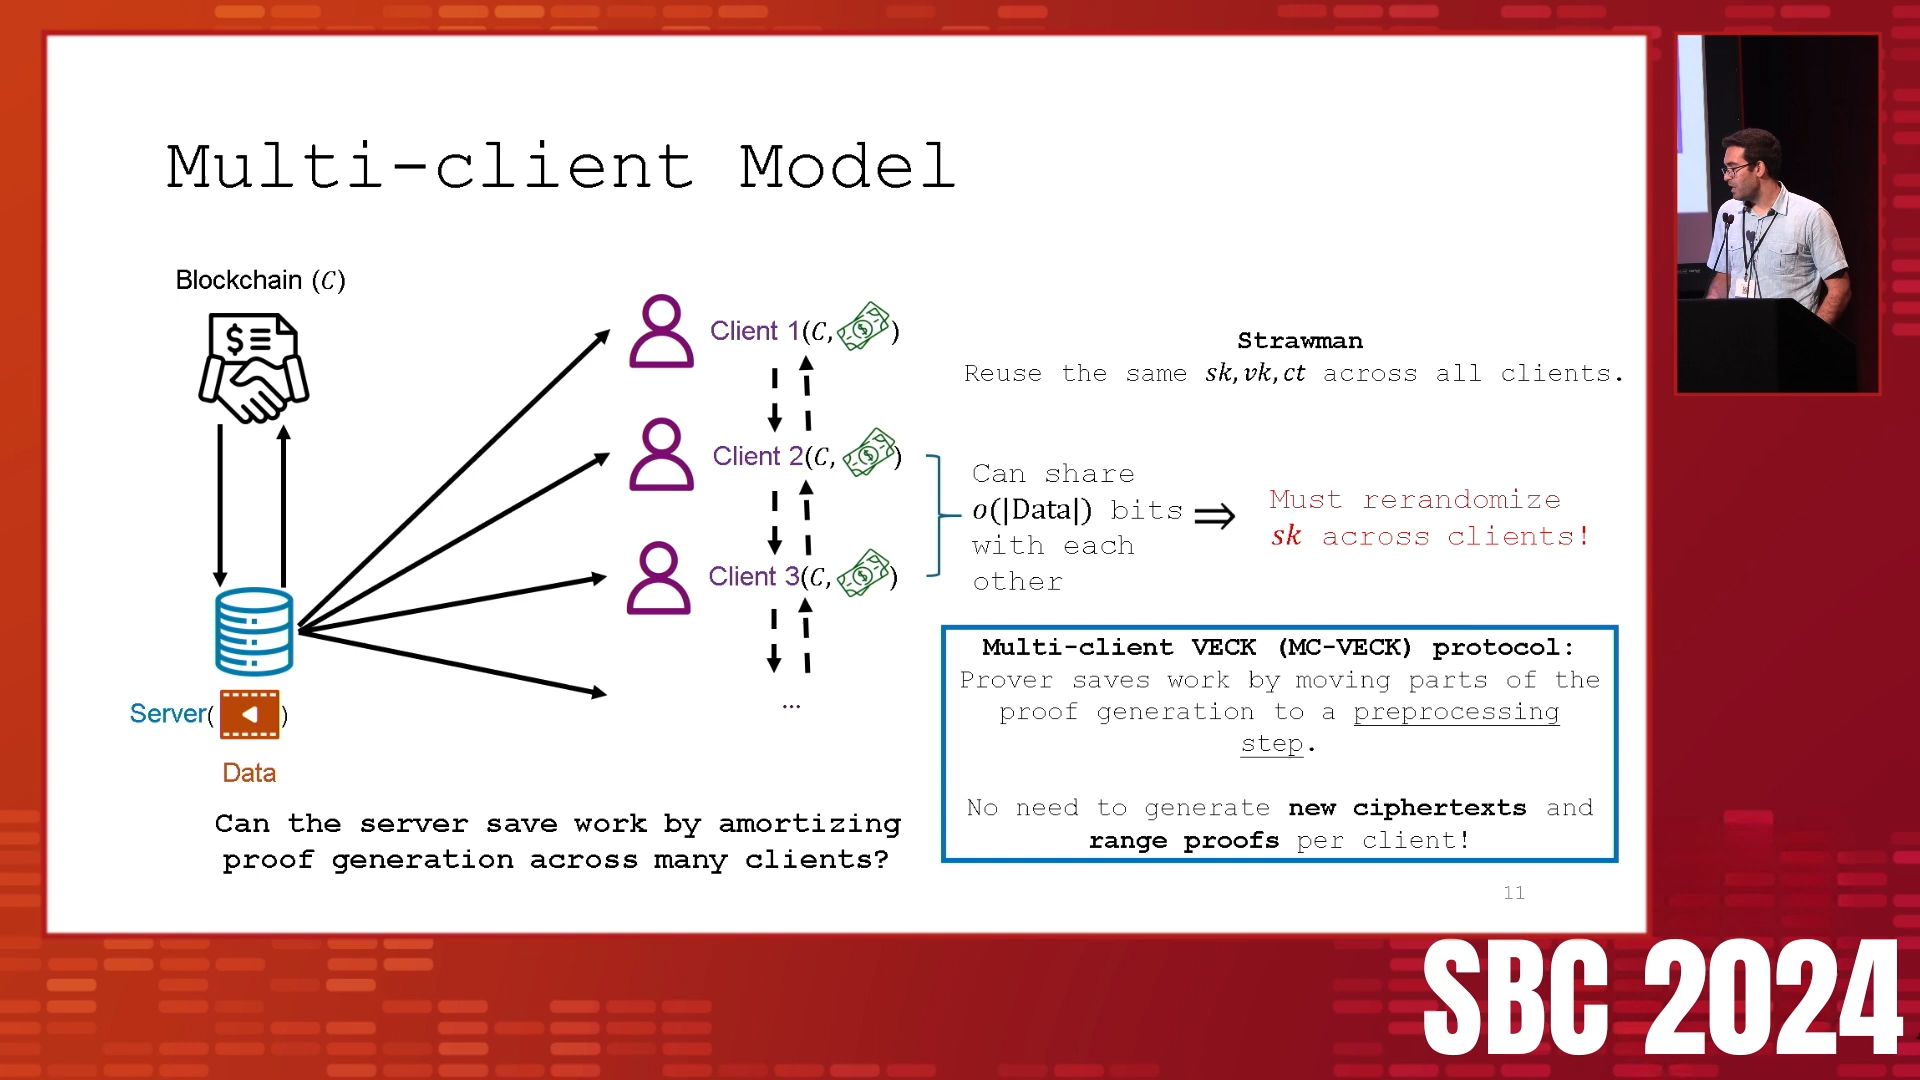 Multi-client Model
Blockchain (C)
Client 1(C, )
Client 2(C, )
Client 3(C, )
...
Server( )
Data
Can the server save work by amortizing
proof generation across many clients?
Strawman
Reuse the same sk, vk, ct across all clients.
Can share
o(|Data|) bits
with each
other
⇒
Must rerandomize
sk across clients!
Multi-client VECK (MC-VECK) protocol:
Prover saves work by moving parts of the
proof generation to a preprocessing
step.
No need to generate new ciphertexts and
range proofs per client!
11
SBC 2024